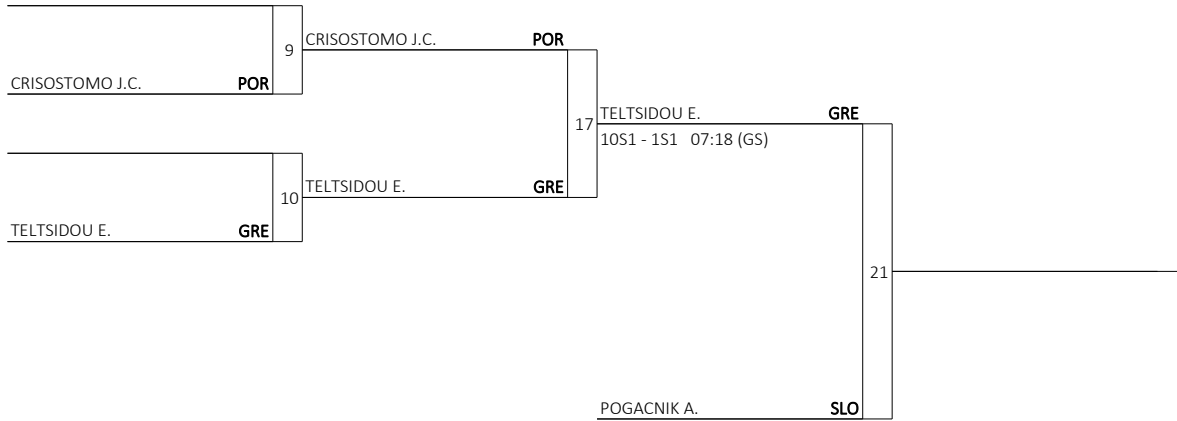 CRISOSTOMO J.C. POR
9
CRISOSTOMO J.C. POR
TELTSIDOU E. GRE
17
10S1 - 1S1 07:18 (GS)
TELTSIDOU E. GRE
10
TELTSIDOU E. GRE
21
POGACNIK A. SLO